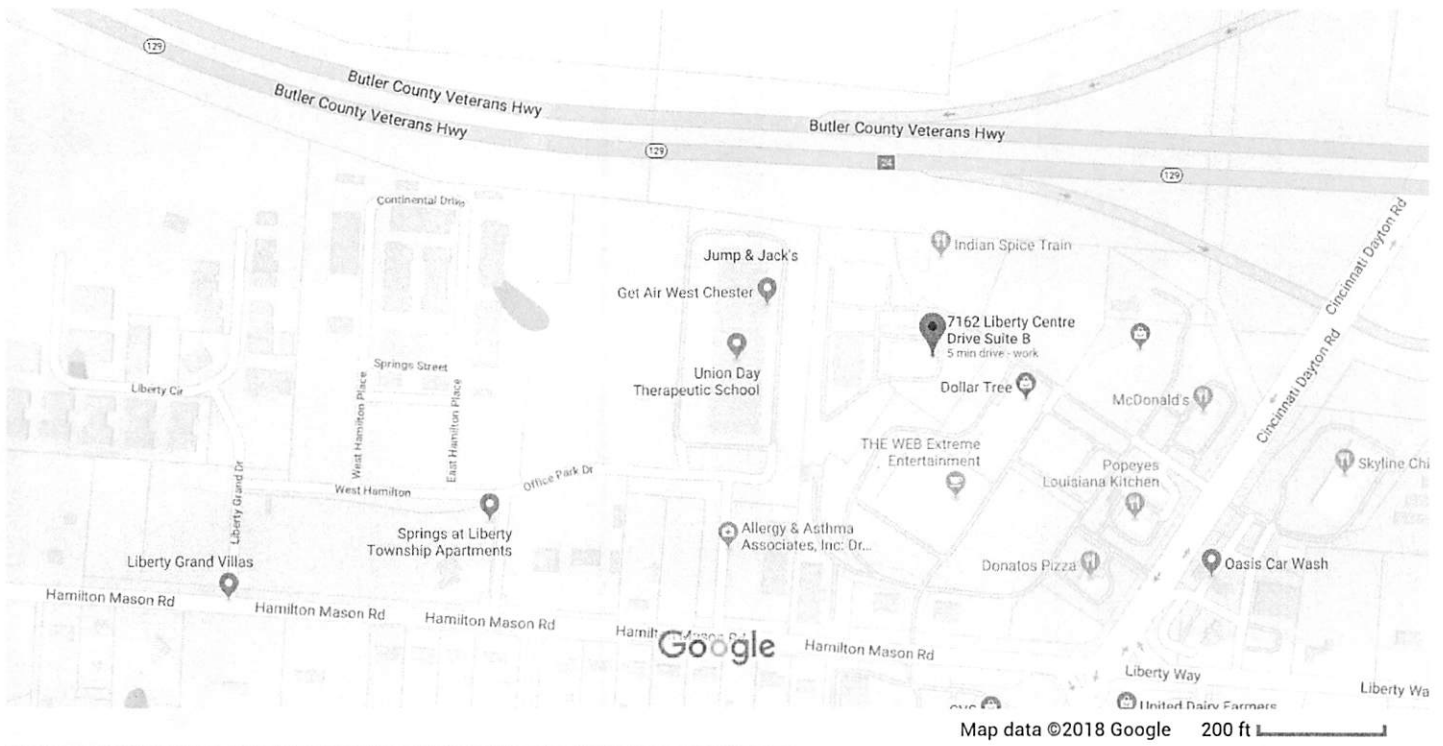 129
Butler County Veterans Hwy
Butler County Veterans Hwy
Butler County Veterans Hwy
129
24
129
Continental Drive
Cincinnati Dayton Rd
Jump & Jack's
Indian Spice Train
Get Air West Chester
7162 Liberty Centre
Drive Suite B
5 min drive - work
Union Day
Therapeutic School
Dollar Tree
McDonald's
Cincinnati Dayton Rd
Springs Street
Liberty Cir
West Hamilton Place
East Hamilton Place
THE WEB Extreme
Entertainment
Popeyes
Louisiana Kitchen
Skyline Chi
Office Park Dr
West Hamilton
Liberty Grand Dr
Springs at Liberty
Township Apartments
Allergy & Asthma
Associates, Inc: Dr...
Liberty Grand Villas
Donatos Pizza
Oasis Car Wash
Hamilton Mason Rd
Hamilton Mason Rd
Hamilton Mason Rd
Hamilton Mason Rd
Google
Hamilton Mason Rd
Liberty Way
Liberty Wa
CVS
United Dairy Farmers
Map data ©2018 Google 200 ft